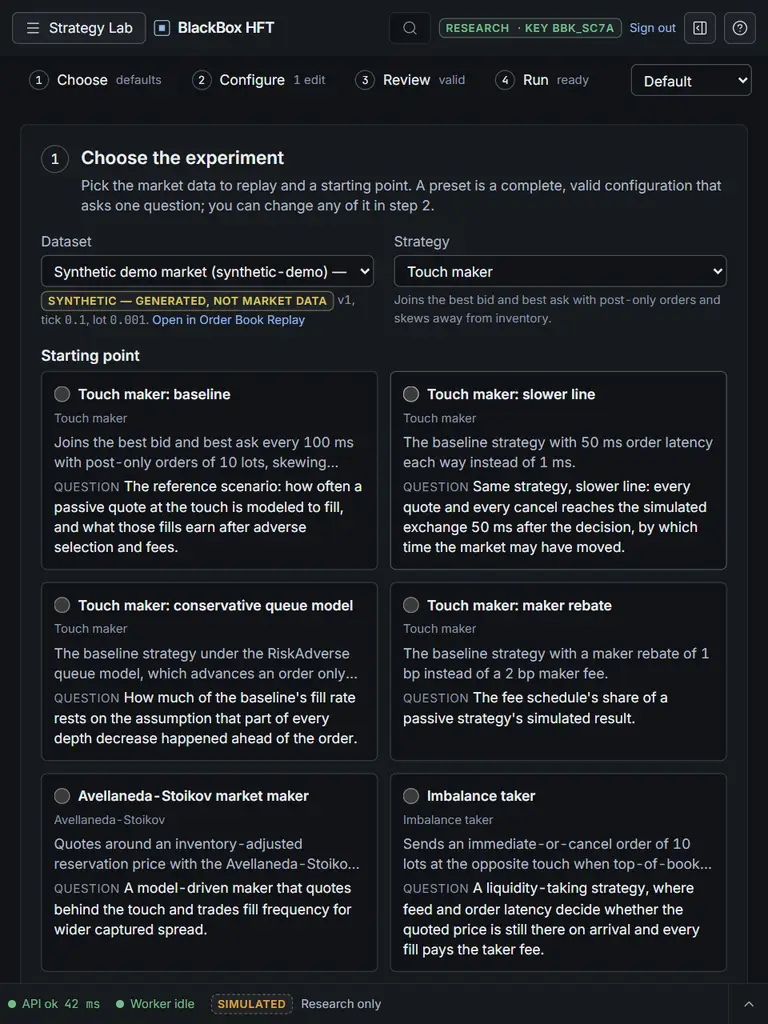 Strategy Lab
BlackBox HFT
RESEARCH · KEY BBK_SC7A
Sign out
1 Choose defaults
2 Configure 1 edit
3 Review valid
4 Run ready
Default
1 Choose the experiment
Pick the market data to replay and a starting point. A preset is a complete, valid configuration that
asks one question; you can change any of it in step 2.
Dataset
Synthetic demo market (synthetic-demo) —
SYNTHETIC — GENERATED, NOT MARKET DATA v1,
tick 0.1, lot 0.001. Open in Order Book Replay
Strategy
Touch maker
Joins the best bid and best ask with post-only orders and
skews away from inventory.
Starting point
Touch maker: baseline
Touch maker
Joins the best bid and best ask every 100 ms
with post-only orders of 10 lots, skewing...
QUESTION The reference scenario: how often a
passive quote at the touch is modeled to fill,
and what those fills earn after adverse
selection and fees.
Touch maker: slower line
Touch maker
The baseline strategy with 50 ms order latency
each way instead of 1 ms.
QUESTION Same strategy, slower line: every
quote and every cancel reaches the simulated
exchange 50 ms after the decision, by which
time the market may have moved.
Touch maker: conservative queue model
Touch maker
The baseline strategy under the RiskAdverse
queue model, which advances an order only...
QUESTION How much of the baseline's fill rate
rests on the assumption that part of every
depth decrease happened ahead of the order.
Touch maker: maker rebate
Touch maker
The baseline strategy with a maker rebate of 1
bp instead of a 2 bp maker fee.
QUESTION The fee schedule's share of a
passive strategy's simulated result.
Avellaneda-Stoikov market maker
Avellaneda-Stoikov
Quotes around an inventory-adjusted
reservation price with the Avellaneda-Stoiko...
QUESTION A model-driven maker that quotes
behind the touch and trades fill frequency for
wider captured spread.
Imbalance taker
Imbalance taker
Sends an immediate-or-cancel order of 10
lots at the opposite touch when top-of-book...
QUESTION A liquidity-taking strategy, where
feed and order latency decide whether the
quoted price is still there on arrival and every
fill pays the taker fee.
API ok 42 ms
Worker idle
SIMULATED
Research only